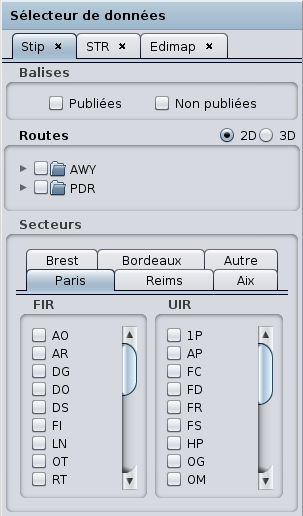 Sélecteur de données
Stip × STR × Edimap ×
Balises
Publiées Non publiées
Routes 2D 3D
AWY
PDR
Secteurs
Brest Bordeaux Autre
Paris Reims Aix
FIR UIR
AO 1P
AR AP
DG FC
DO FD
DS FR
FI FS
LN HP
OT OG
RT OM